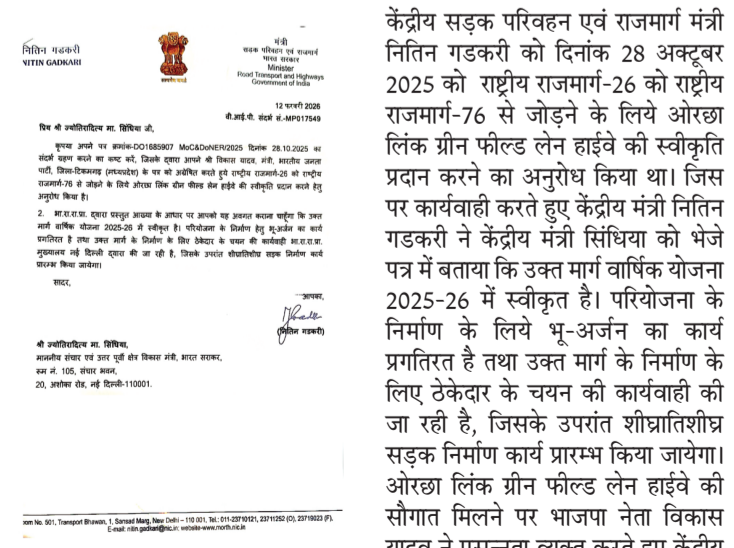 नितिन गडकरी
NITIN GADKARI
मंत्री
सड़क परिवहन एवं राजमार्ग
भारत सरकार
Minister
Road Transport and Highways
Government of India
12 फरवरी 2026
वी.आई.पी. संदर्भ सं.-MP017549
प्रिय श्री ज्योतिरादित्य मा. सिंधिया जी,
कृपया अपने पत्र क्रमांक-DO1685907 MoC&DoNER/2025 दिनांक 28.10.2025 का
संदर्भ ग्रहण करने का कष्ट करें, जिसके द्वारा आपने श्री विकास यादव, मंत्री, भारतीय जनता
पार्टी, जिला-टिकमगढ़ (मध्यप्रदेश) के पत्र को अग्रेषित करते हुये राष्ट्रीय राजमार्ग-26 को राष्ट्रीय
राजमार्ग-76 से जोड़ने के लिये ओरछा लिंक ग्रीन फील्ड लेन हाईवे की स्वीकृति प्रदान करने हेतु
अनुरोध किया है।
2. भा.रा.रा.प्रा. द्वारा प्रस्तुत आख्या के आधार पर आपको यह अवगत कराना चाहूँगा कि उक्त
मार्ग वार्षिक योजना 2025-26 में स्वीकृत है। परियोजना के निर्माण हेतु भू-अर्जन का कार्य
प्रगतिरत है तथा उक्त मार्ग के निर्माण के लिए ठेकेदार के चयन की कार्यवाही भा.रा.रा.प्रा.
मुख्यालय नई दिल्ली द्वारा की जा रही है, जिसके उपरांत शीघ्रातिशीघ्र सड़क निर्माण कार्य
प्रारम्भ किया जायेगा।
सादर,
आपका,
(नितिन गडकरी)
श्री ज्योतिरादित्य मा. सिंधिया,
माननीय संचार एवं उत्तर पूर्वी क्षेत्र विकास मंत्री, भारत सरकार,
रूम नं. 105, संचार भवन,
20, अशोका रोड, नई दिल्ली-110001.
oom No. 501, Transport Bhawan, 1, Sansad Marg, New Delhi – 110 001, Tel.: 011-23710121, 23711252 (O), 23719023 (F).
E-mail: nitin.gadkari@nic.in; website-www.morth.nic.in
केंद्रीय सड़क परिवहन एवं राजमार्ग मंत्री
नितिन गडकरी को दिनांक 28 अक्टूबर
2025 को राष्ट्रीय राजमार्ग-26 को राष्ट्रीय
राजमार्ग-76 से जोड़ने के लिये ओरछा
लिंक ग्रीन फील्ड लेन हाईवे की स्वीकृति
प्रदान करने का अनुरोध किया था। जिस
पर कार्यवाही करते हुए केंद्रीय मंत्री नितिन
गडकरी ने केंद्रीय मंत्री सिंधिया को भेजे
पत्र में बताया कि उक्त मार्ग वार्षिक योजना
2025-26 में स्वीकृत है। परियोजना के
निर्माण के लिये भू-अर्जन का कार्य
प्रगतिरत है तथा उक्त मार्ग के निर्माण के
लिए ठेकेदार के चयन की कार्यवाही की
जा रही है, जिसके उपरांत शीघ्रातिशीघ्र
सड़क निर्माण कार्य प्रारम्भ किया जायेगा।
ओरछा लिंक ग्रीन फील्ड लेन हाईवे की
सौगात मिलने पर भाजपा नेता विकास
यादव ने प्रसन्नता व्यक्त करते हुए केंद्रीय